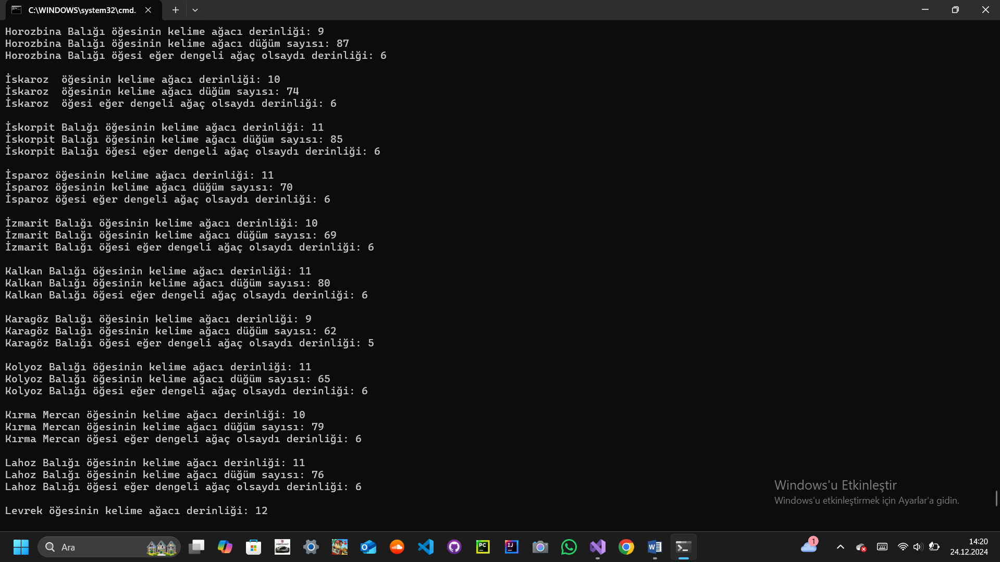 C:\WINDOWS\system32\cmd.
Horozbina Balığı öğesinin kelime ağacı derinliği: 9
Horozbina Balığı öğesinin kelime ağacı düğüm sayısı: 87
Horozbina Balığı öğesi eğer dengeli ağaç olsaydı derinliği: 6
İskaroz  öğesinin kelime ağacı derinliği: 10
İskaroz  öğesinin kelime ağacı düğüm sayısı: 74
İskaroz  öğesi eğer dengeli ağaç olsaydı derinliği: 6
İskorpit Balığı öğesinin kelime ağacı derinliği: 11
İskorpit Balığı öğesinin kelime ağacı düğüm sayısı: 85
İskorpit Balığı öğesi eğer dengeli ağaç olsaydı derinliği: 6
İsparoz öğesinin kelime ağacı derinliği: 11
İsparoz öğesinin kelime ağacı düğüm sayısı: 70
İsparoz öğesi eğer dengeli ağaç olsaydı derinliği: 6
İzmarit Balığı öğesinin kelime ağacı derinliği: 10
İzmarit Balığı öğesinin kelime ağacı düğüm sayısı: 69
İzmarit Balığı öğesi eğer dengeli ağaç olsaydı derinliği: 6
Kalkan Balığı öğesinin kelime ağacı derinliği: 11
Kalkan Balığı öğesinin kelime ağacı düğüm sayısı: 80
Kalkan Balığı öğesi eğer dengeli ağaç olsaydı derinliği: 6
Karagöz Balığı öğesinin kelime ağacı derinliği: 9
Karagöz Balığı öğesinin kelime ağacı düğüm sayısı: 62
Karagöz Balığı öğesi eğer dengeli ağaç olsaydı derinliği: 5
Kolyoz Balığı öğesinin kelime ağacı derinliği: 11
Kolyoz Balığı öğesinin kelime ağacı düğüm sayısı: 65
Kolyoz Balığı öğesi eğer dengeli ağaç olsaydı derinliği: 6
Kırma Mercan öğesinin kelime ağacı derinliği: 10
Kırma Mercan öğesinin kelime ağacı düğüm sayısı: 79
Kırma Mercan öğesi eğer dengeli ağaç olsaydı derinliği: 6
Lahoz Balığı öğesinin kelime ağacı derinliği: 11
Lahoz Balığı öğesinin kelime ağacı düğüm sayısı: 76
Lahoz Balığı öğesi eğer dengeli ağaç olsaydı derinliği: 6
Levrek öğesinin kelime ağacı derinliği: 12
Windows'u Etkinleştir
Windows'u etkinleştirmek için Ayarlar'a gidin.
Ara
PC
IJ
1
14:20
24.12.2024